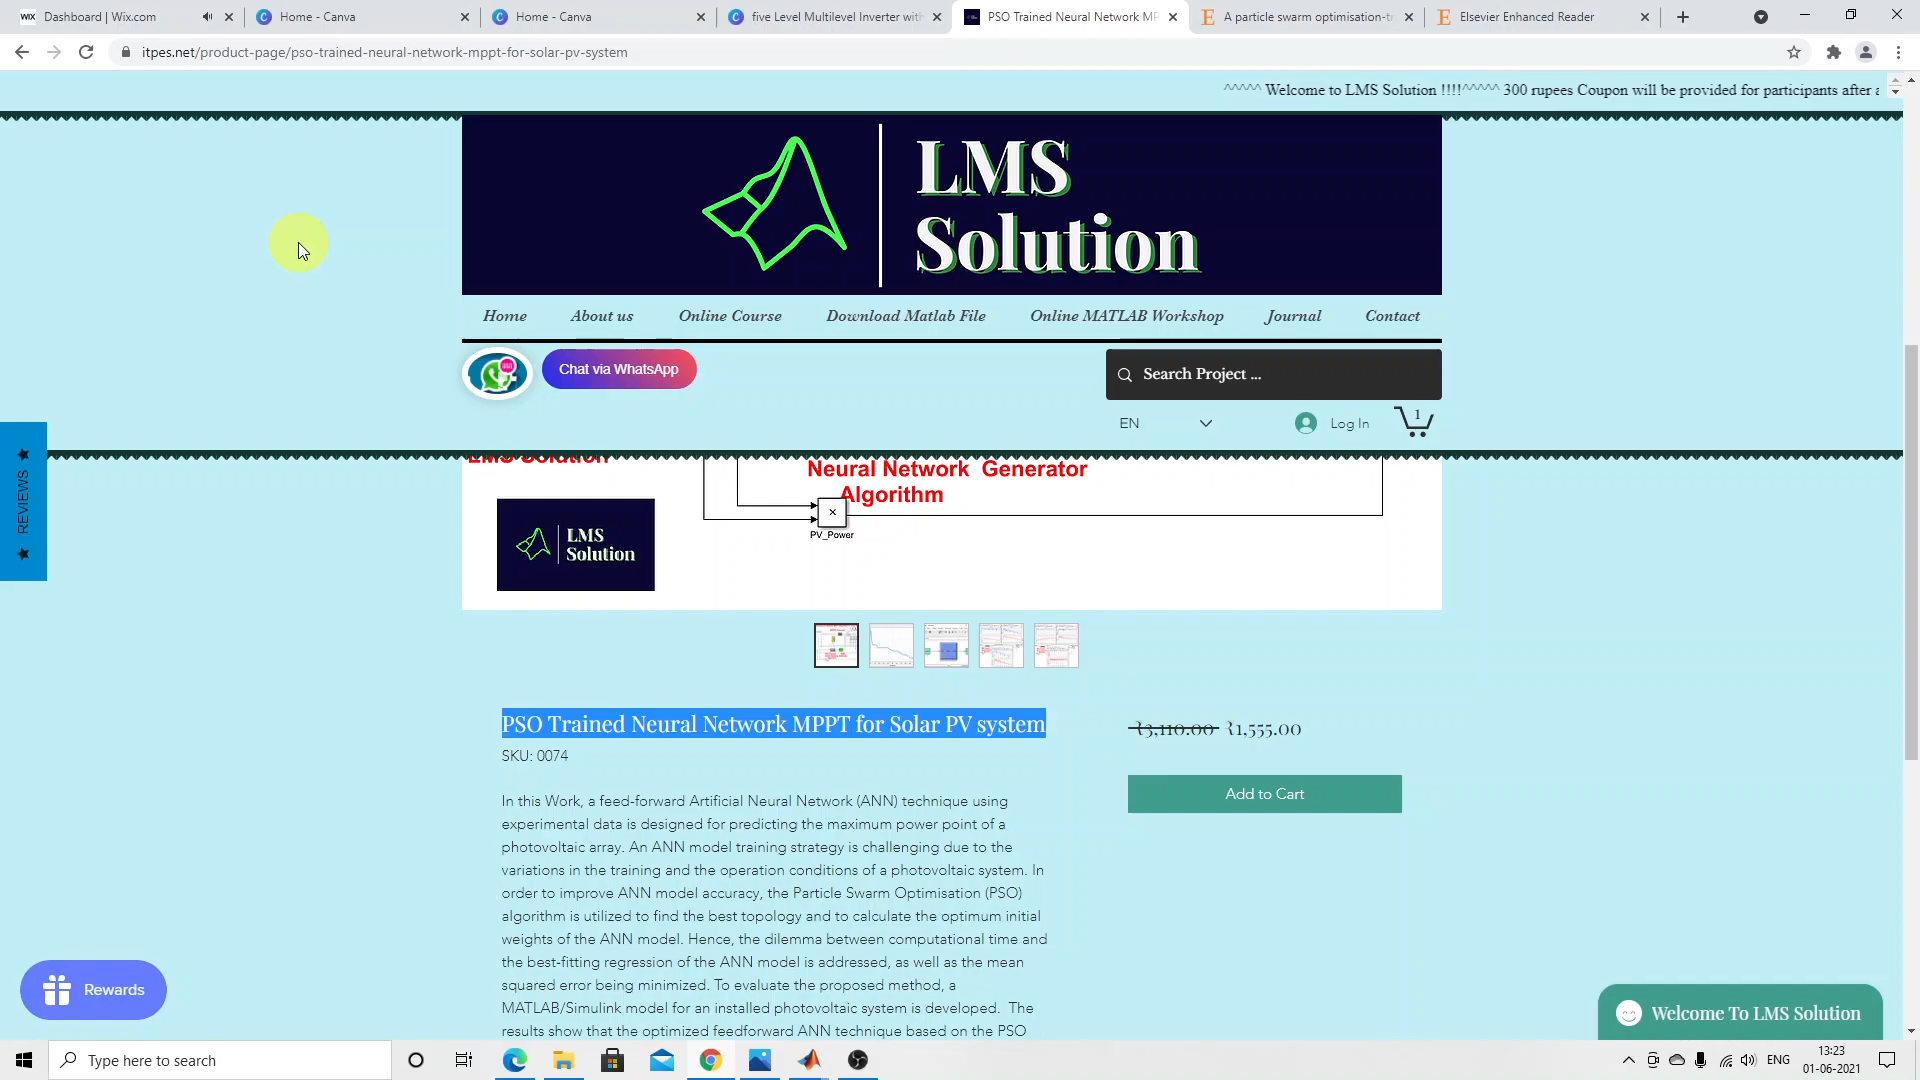 WIX Dashboard | Wix.com
Home - Canva
Home - Canva
five Level Multilevel Inverter with
PSO Trained Neural Network MP
A particle swarm optimisation-tr
Elsevier Enhanced Reader
itpes.net/product-page/pso-trained-neural-network-mppt-for-solar-pv-system
^^^^^ Welcome to LMS Solution !!!!^^^^^ 300 rupees Coupon will be provided for participants after a
LMS
Solution
Home About us Online Course Download Matlab File Online MATLAB Workshop Journal Contact
Chat via WhatsApp
Search Project ...
EN
Log In
1
REVIEWS
LMS Solution
Neural Network Generator
Algorithm
×
PV_Power
LMS
Solution
PSO Trained Neural Network MPPT for Solar PV system
₹3,110.00 ₹1,555.00
SKU: 0074
Add to Cart
In this Work, a feed-forward Artificial Neural Network (ANN) technique using
experimental data is designed for predicting the maximum power point of a
photovoltaic array. An ANN model training strategy is challenging due to the
variations in the training and the operation conditions of a photovoltaic system. In
order to improve ANN model accuracy, the Particle Swarm Optimisation (PSO)
algorithm is utilized to find the best topology and to calculate the optimum initial
weights of the ANN model. Hence, the dilemma between computational time and
the best-fitting regression of the ANN model is addressed, as well as the mean
squared error being minimized. To evaluate the proposed method, a
MATLAB/Simulink model for an installed photovoltaic system is developed. The
results show that the optimized feedforward ANN technique based on the PSO
Rewards
Welcome To LMS Solution
Type here to search
ENG
13:23
01-06-2021